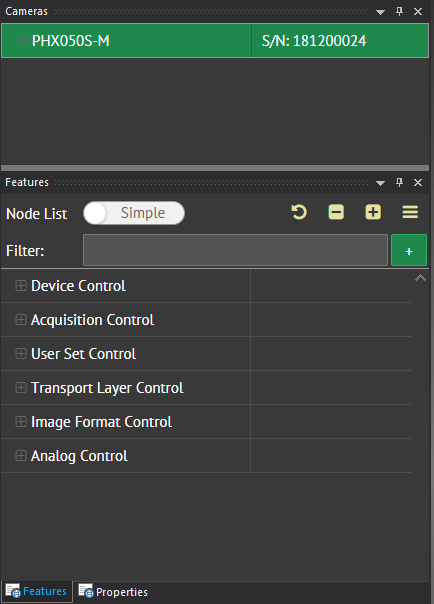 Cameras
PHX050S-M S/N: 181200024
Features
Node List Simple
Filter: +
Device Control
Acquisition Control
User Set Control
Transport Layer Control
Image Format Control
Analog Control
Features Properties